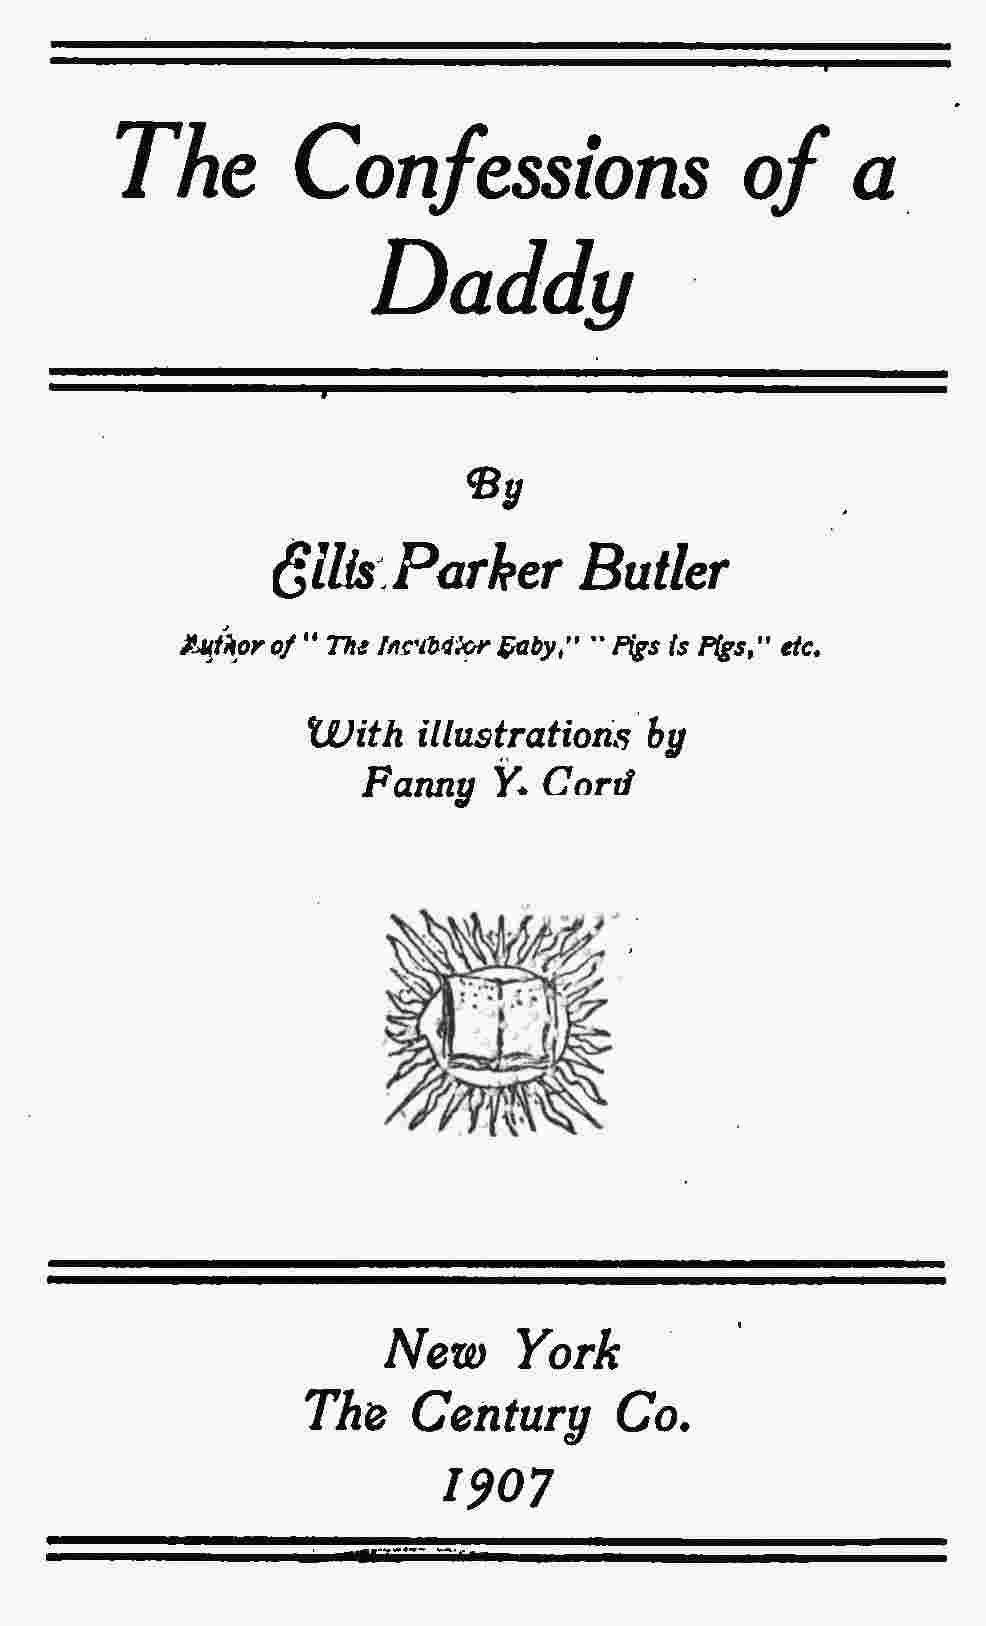 The Confessions of a
Daddy
By
Ellis Parker Butler
Author of "The Incubator Baby," "Pigs is Pigs," etc.
With illustrations by
Fanny Y. Cory
New York
The Century Co.
1907